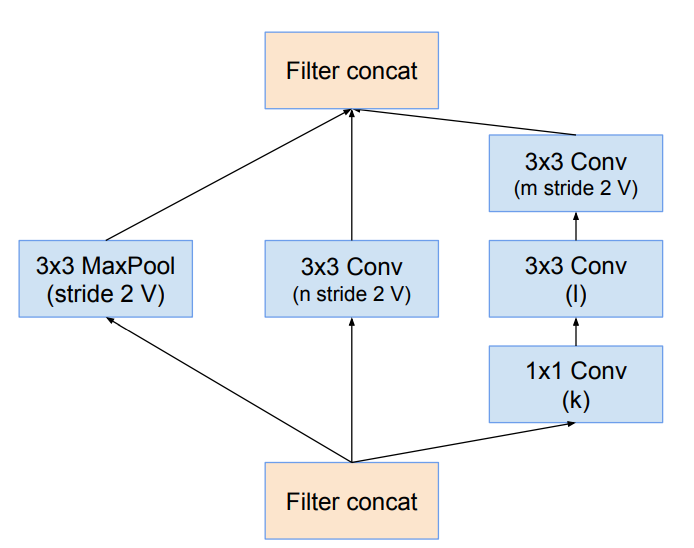 Filter concat
3x3 Conv
(m stride 2 V)
3x3 MaxPool
(stride 2 V)
3x3 Conv
(n stride 2 V)
3x3 Conv
(l)
1x1 Conv
(k)
Filter concat